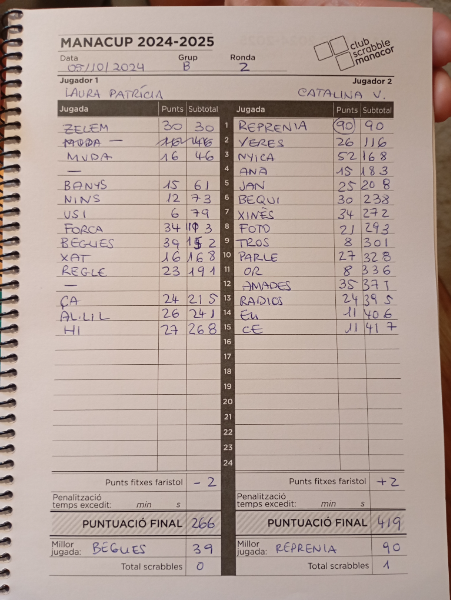 MANACUP 2024-2025
club scrabble manacor
Data Grup Ronda
07/10/2024 B 2
Jugador 1 Jugador 2
LAURA PATRÍCIA CATALINA V.
Jugada Punts Subtotal Jugada Punts Subtotal
ZELEM 30 30 1 REPRENIA 90 90
MUDA — 16 46 2 VERES 26 116
MUDA 16 46 3 NYICA 52 168
— 4 ANA 15 183
BANYS 15 61 5 JAN 25 208
NINS 12 73 6 BEQUI 30 238
USI 6 79 7 XINÈS 34 272
FORCA 34 113 8 FOTO 21 293
BEGUES 39 152 9 TROS 8 301
XAT 16 168 10 PARLE 27 328
REGLE 23 191 11 OR 8 336
— 12 AMADES 35 371
ÇA 24 215 13 RADIOS 24 395
AL·LIL 26 241 14 EU 11 406
HI 27 268 15 CE 11 417
16
17
18
19
20
21
22
23
24
Punts fitxes faristol - 2 Punts fitxes faristol +2
Penalització temps excedit: min s Penalització temps excedit: min s
PUNTUACIÓ FINAL 266 PUNTUACIÓ FINAL 419
Millor jugada: BEGUES 39 Millor jugada: REPRENIA 90
Total scrabbles 0 Total scrabbles 1